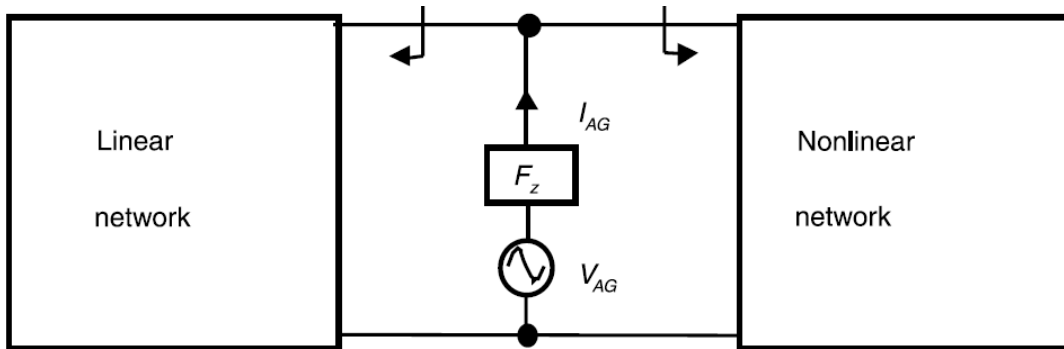 Linear
network
I_AG
F_z
V_AG
Nonlinear
network